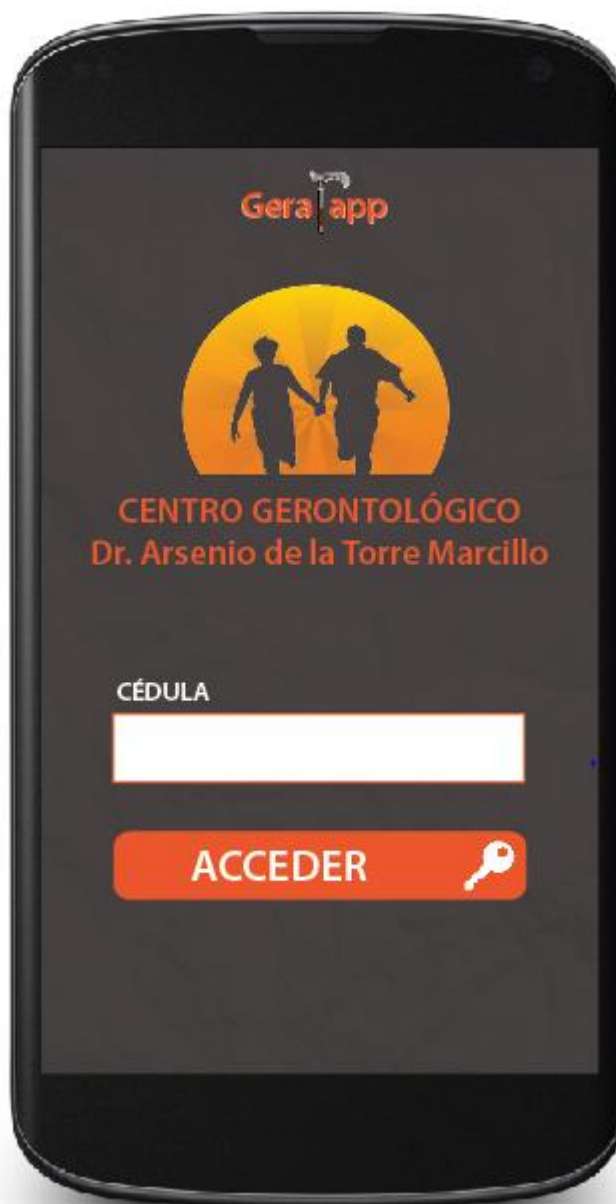 Gera app
CENTRO GERONTOLÓGICO
Dr. Arsenio de la Torre Marcillo
CÉDULA
ACCEDER